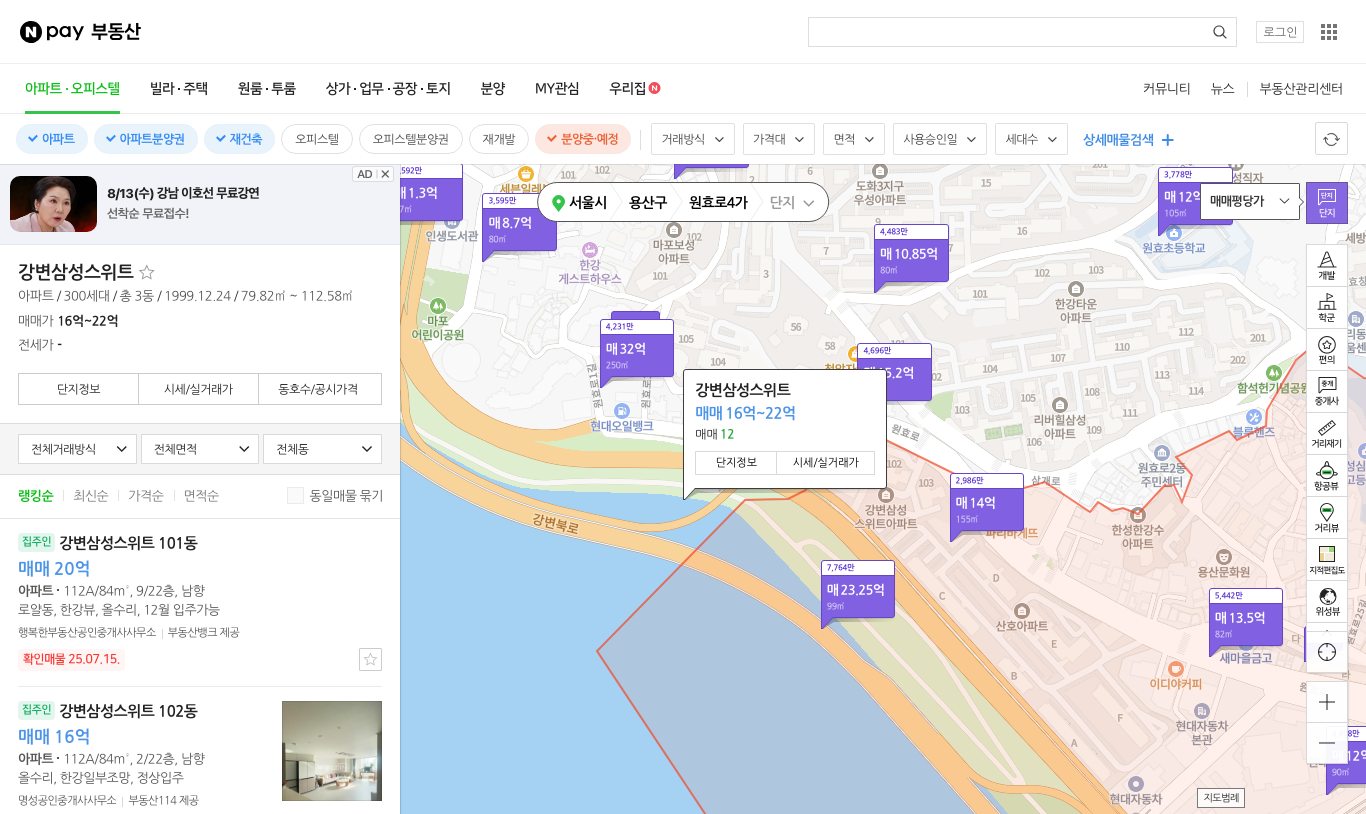 N pay 부동산
로그인
아파트·오피스텔 빌라·주택 원룸·투룸 상가·업무·공장·토지 분양 MY관심 우리집 N
커뮤니티 뉴스 부동산관리센터
아파트 아파트분양권 재건축 오피스텔 오피스텔분양권 재개발 분양중·예정 거래방식 가격대 면적 사용승인일 세대수 상세매물검색
AD
8/13(수) 강남 이호선 무료강연
선착순 무료접수!
강변삼성스위트
아파트 / 300세대 / 총 3동 / 1999.12.24 / 79.82㎡ ~ 112.58㎡
매매가 16억~22억
전세가 -
단지정보 시세/실거래가 동호수/공시가격
전체거래방식 전체면적 전체동
랭킹순 최신순 가격순 면적순 동일매물 묶기
집주인 강변삼성스위트 101동
매매 20억
아파트 · 112A/84㎡, 9/22층, 남향
로얄동, 한강뷰, 올수리, 12월 입주가능
행복한부동산공인중개사사무소 부동산뱅크 제공
확인매물 25.07.15.
집주인 강변삼성스위트 102동
매매 16억
아파트 · 112A/84㎡, 2/22층, 남향
올수리, 한강일부조망, 정상입주
명성공인중개사사무소 부동산114 제공
서울시 용산구 원효로4가 단지
매매평당가
단지
단지
개발
학군
편의
중개
중개사
거리재기
항공뷰
거리뷰
지적편집도
위성뷰
지도범례
592만
1.3억
3,595만
매 8.7억
80㎡
인생도서관
한강
게스트하우스
마포보성
아파트
101
102
도화3지구
우성아파트
4,483만
매 10.85억
80㎡
3,778만
매 12억
105㎡
원효초등학교
마포
어린이공원
한강타운
아파트
101
102
103
4,231만
매 32억
250㎡
105
104
56
58
현대오일뱅크
4,696만
5.2억
강변삼성스위트
매매 16억~22억
매매 12
단지정보 시세/실거래가
103
104
111
112
114
202
201
함석헌기념공원
블루핸즈
리버힐삼성
아파트
원효로
원효로2동
주민센터
강변삼성
스위트아파트
2,986만
매 14억
155㎡
파리바게뜨
한성한강수
아파트
강변북로
용산문화원
7,764만
매 23.25억
99㎡
산호아파트
5,442만
매 13.5억
82㎡
새마을금고
이디야커피
현대자동차
본관
현대자동차
A
B
C
D
E
F
90㎡